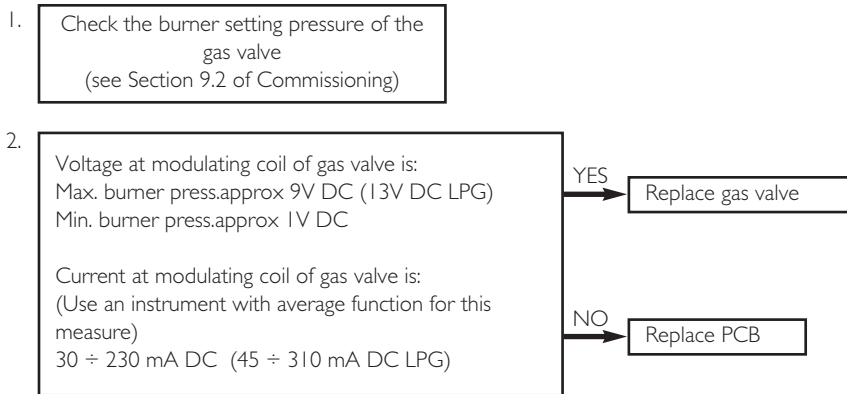 1.
Check the burner setting pressure of the
gas valve
(see Section 9.2 of Commissioning)
2.
Voltage at modulating coil of gas valve is:
Max. burner press.approx 9V DC (13V DC LPG)
Min. burner press.approx 1V DC
YES
Replace gas valve
Current at modulating coil of gas valve is:
(Use an instrument with average function for this
measure)
30 ÷ 230 mA DC (45 ÷ 310 mA DC LPG)
NO
Replace PCB